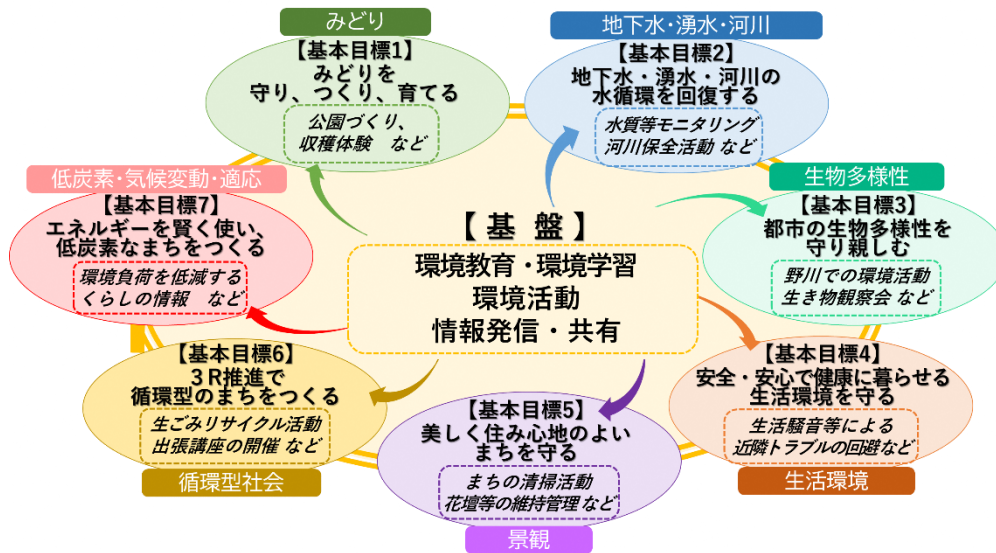 みどり
【基本目標1】
みどりを
守り、つくり、育てる
公園づくり、
収穫体験　など
地下水・湧水・河川
【基本目標2】
地下水・湧水・河川の
水循環を回復する
水質等モニタリング
河川保全活動 など
生物多様性
【基本目標3】
都市の生物多様性を
守り親しむ
野川での環境活動
生き物観察会 など
【基本目標4】
安全・安心で健康に暮らせる
生活環境を守る
生活騒音等による
近隣トラブルの回避など
生活環境
【基本目標5】
美しく住み心地のよい
まちを守る
まちの清掃活動
花壇等の維持管理 など
景観
【基本目標6】
３R推進で
循環型のまちをつくる
生ごみリサイクル活動
出張講座の開催 など
循環型社会
低炭素・気候変動・適応
【基本目標7】
エネルギーを賢く使い、
低炭素なまちをつくる
環境負荷を低減する
くらしの情報　など
【 基 盤 】
環境教育・環境学習
環境活動
情報発信・共有